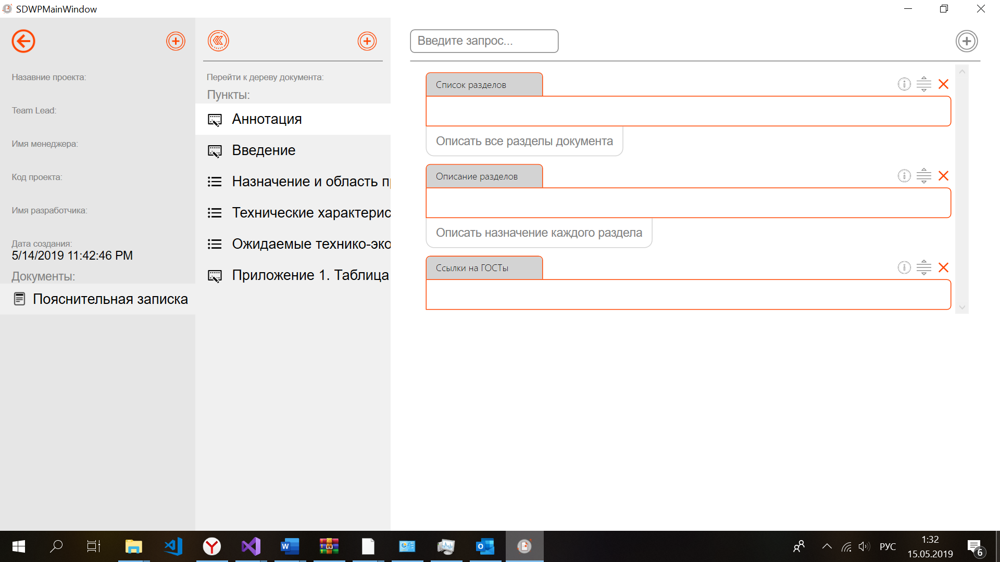 SDWPMainWindow
Назавние проекта:
Team Lead:
Имя менеджера:
Код проекта:
Имя разработчика:
Дата создания:
5/14/2019 11:42:46 PM
Документы:
Пояснительная записка
Перейти к дереву документа:
Пункты:
Аннотация
Введение
Назначение и область п
Технические характерис
Ожидаемые технико-эко
Приложение 1. Таблица
Введите запрос...
Список разделов
Описать все разделы документа
Описание разделов
Описать назначение каждого раздела
Ссылки на ГОСТы
РУС
1:32
15.05.2019
6